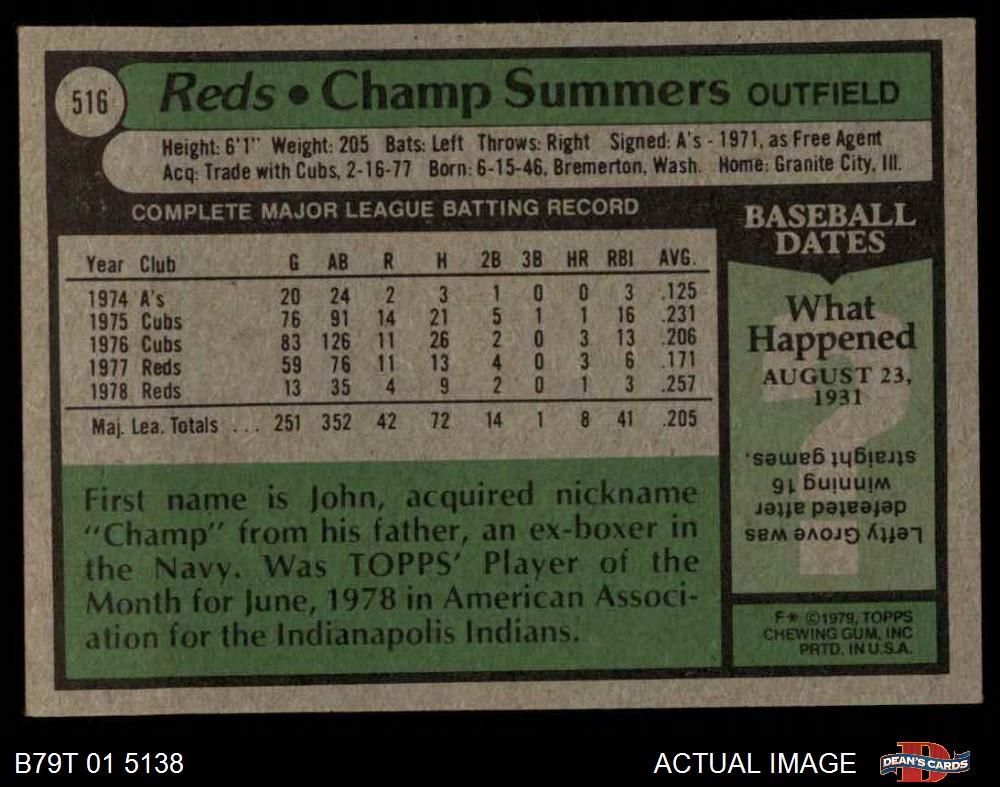 516
Reds • Champ Summers OUTFIELD
Height: 6'1" Weight: 205 Bats: Left Throws: Right Signed: A's - 1971, as Free Agent
Acq: Trade with Cubs, 2-16-77 Born: 6-15-46, Bremerton, Wash. Home: Granite City, Ill.
COMPLETE MAJOR LEAGUE BATTING RECORD
Year Club G AB R H 2B 3B HR RBI AVG.
1974 A's 20 24 2 3 1 0 0 3 .125
1975 Cubs 76 91 14 21 5 1 1 16 .231
1976 Cubs 83 126 11 26 2 0 3 13 .206
1977 Reds 59 76 11 13 4 0 3 6 .171
1978 Reds 13 35 4 9 2 0 1 3 .257
Maj. Lea. Totals ... 251 352 42 72 14 1 8 41 .205
First name is John, acquired nickname
"Champ" from his father, an ex-boxer in
the Navy. Was TOPPS' Player of the
Month for June, 1978 in American Associ-
ation for the Indianapolis Indians.
BASEBALL
DATES
What
Happened
AUGUST 23,
1931
?
Lefty Grove was
defeated after
winning 16
straight games.
F* ©1979, TOPPS
CHEWING GUM, INC
PRTD. IN U.S.A.
B79T 01 5138
ACTUAL IMAGE
D
DEAN'S CARDS